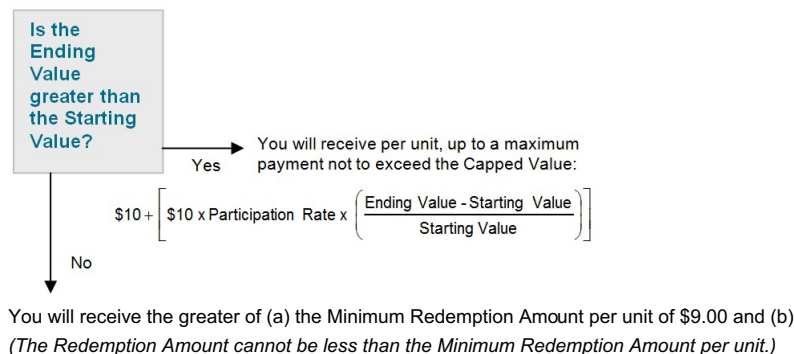 Is the
Ending
Value
greater than
the Starting
Value?
Yes
You will receive per unit, up to a maximum
payment not to exceed the Capped Value:
$10 + [ $10 x Participation Rate x ( Ending Value - Starting Value / Starting Value ) ]
No
You will receive the greater of (a) the Minimum Redemption Amount per unit of $9.00 and (b)
(The Redemption Amount cannot be less than the Minimum Redemption Amount per unit.)